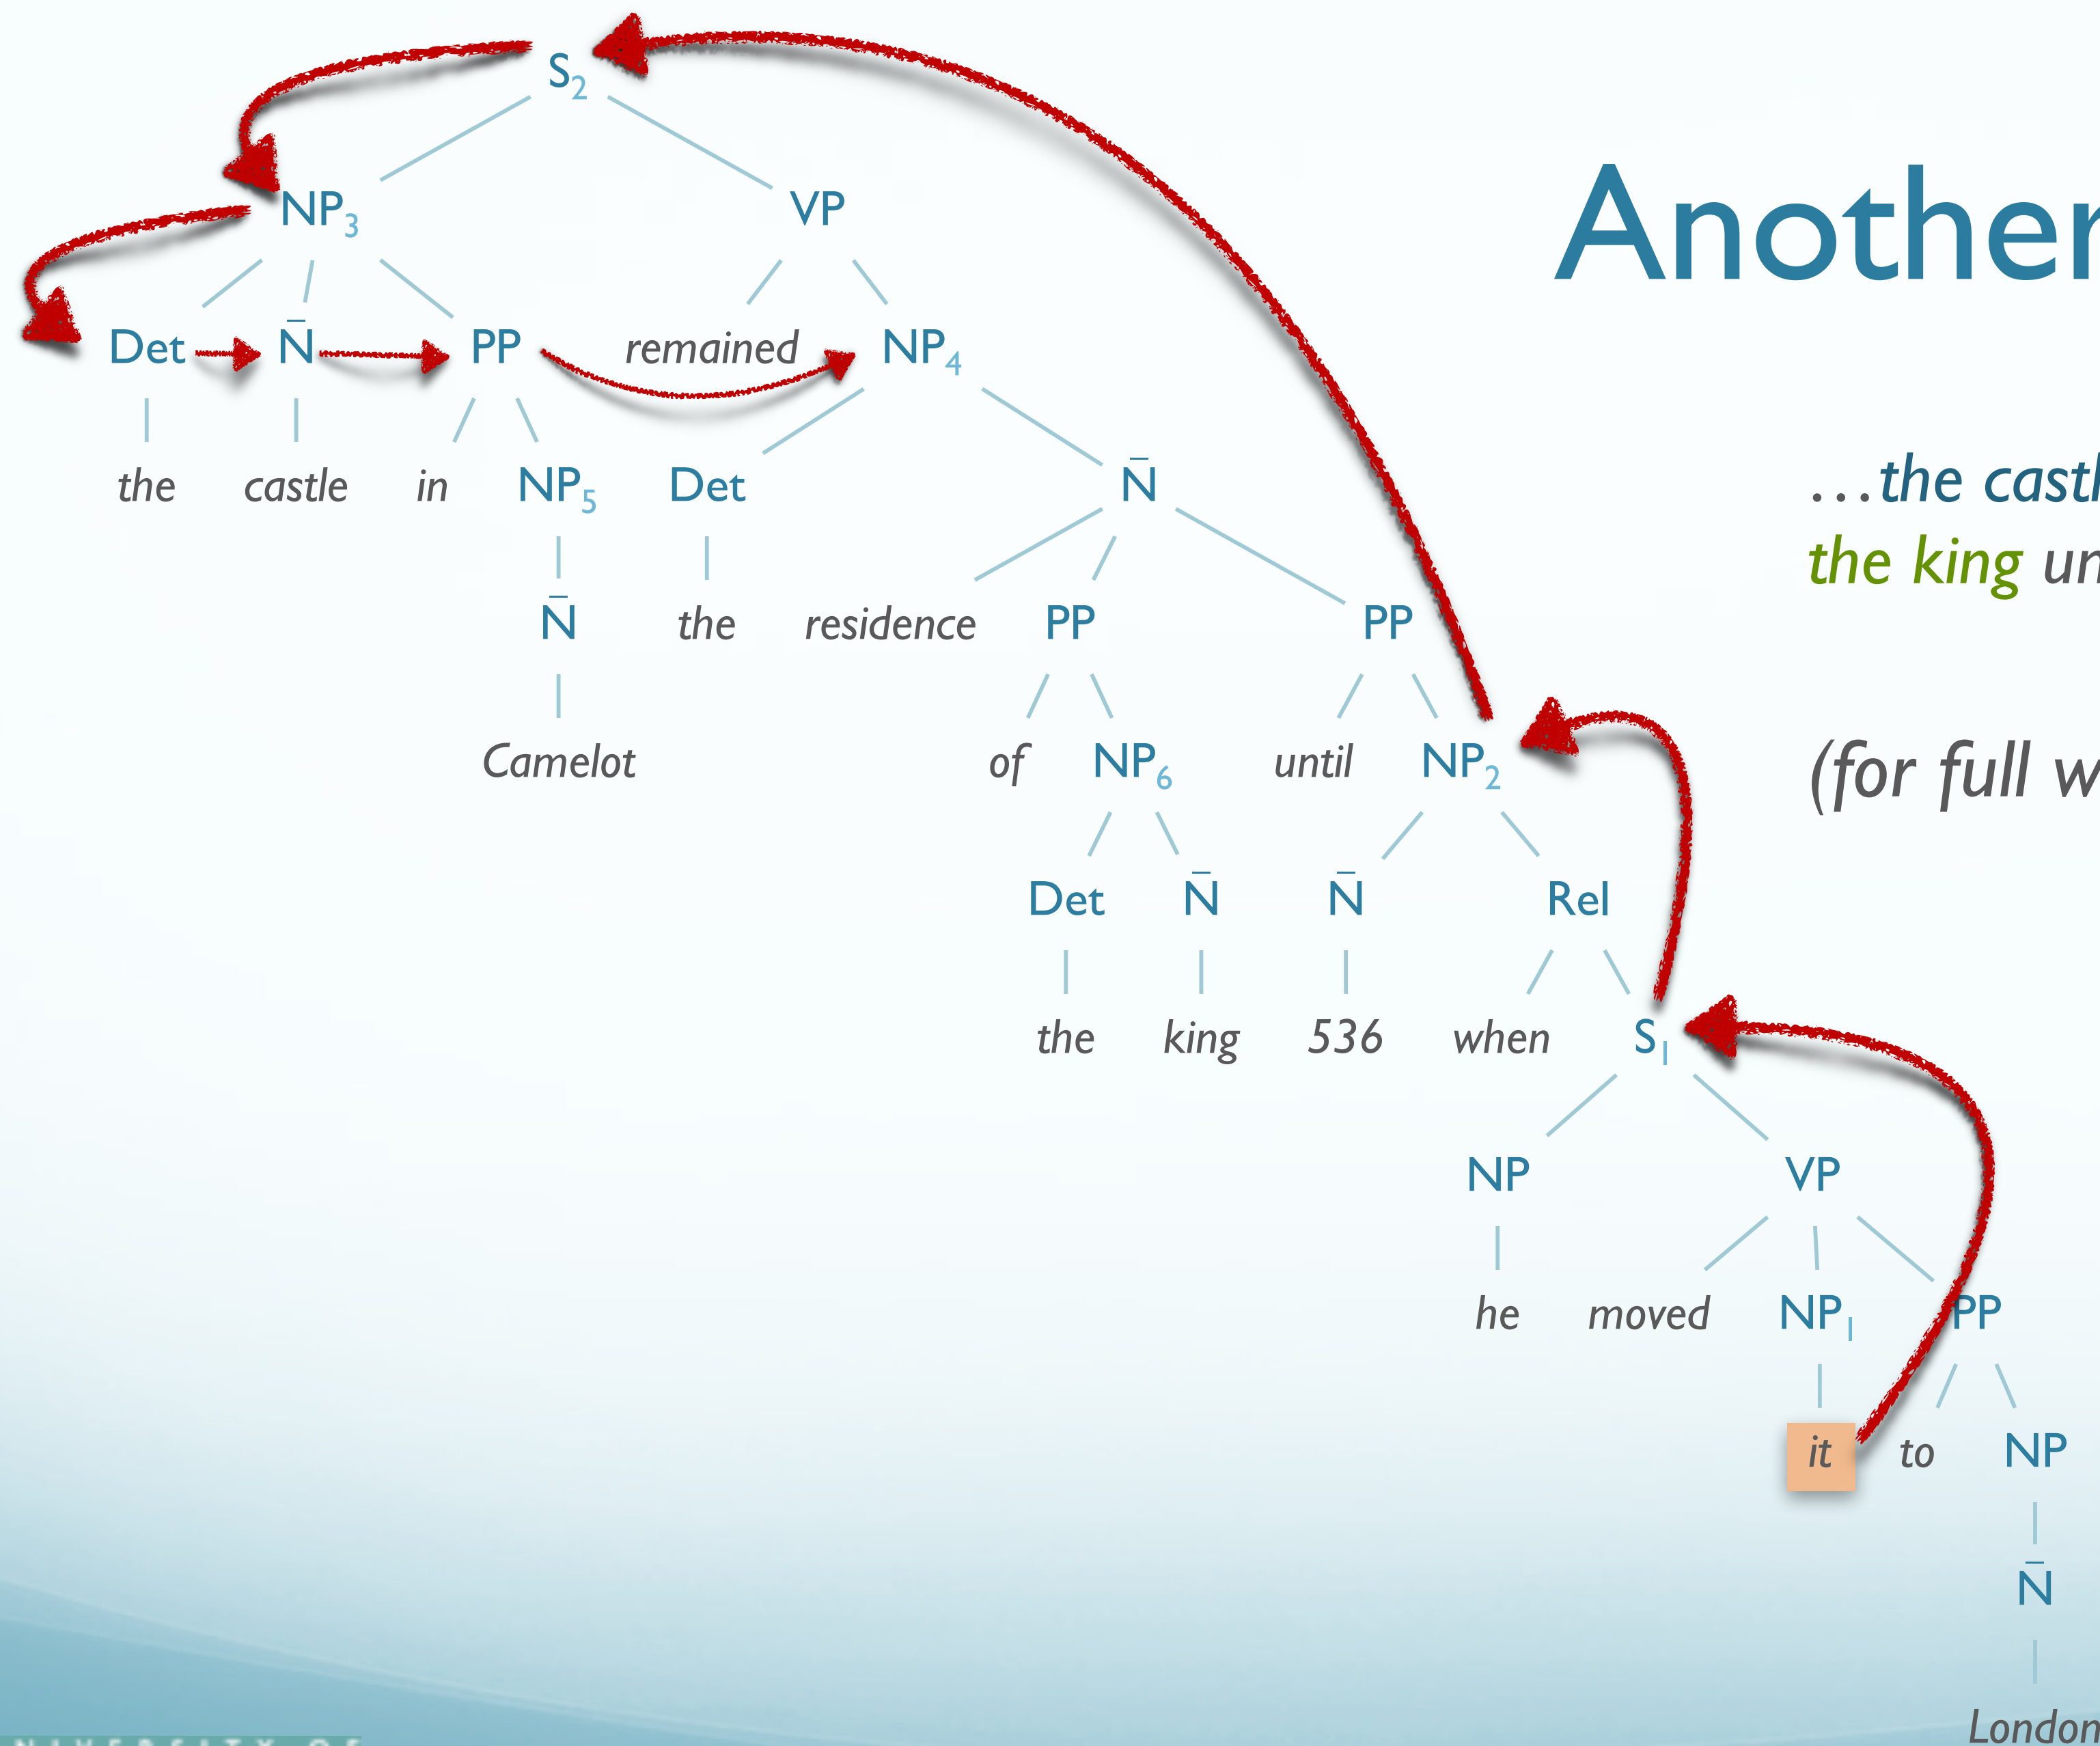 S2
Another
NP3 VP
Det N̄ PP remained NP4
the castle in NP5 Det N̄
…the castl
the king un
N̄ the residence PP PP
Camelot of NP6 until NP2
(for full w
Det N̄ N̄ Rel
the king 536 when S1
NP VP
he moved NP1 PP
it to NP
N̄
London